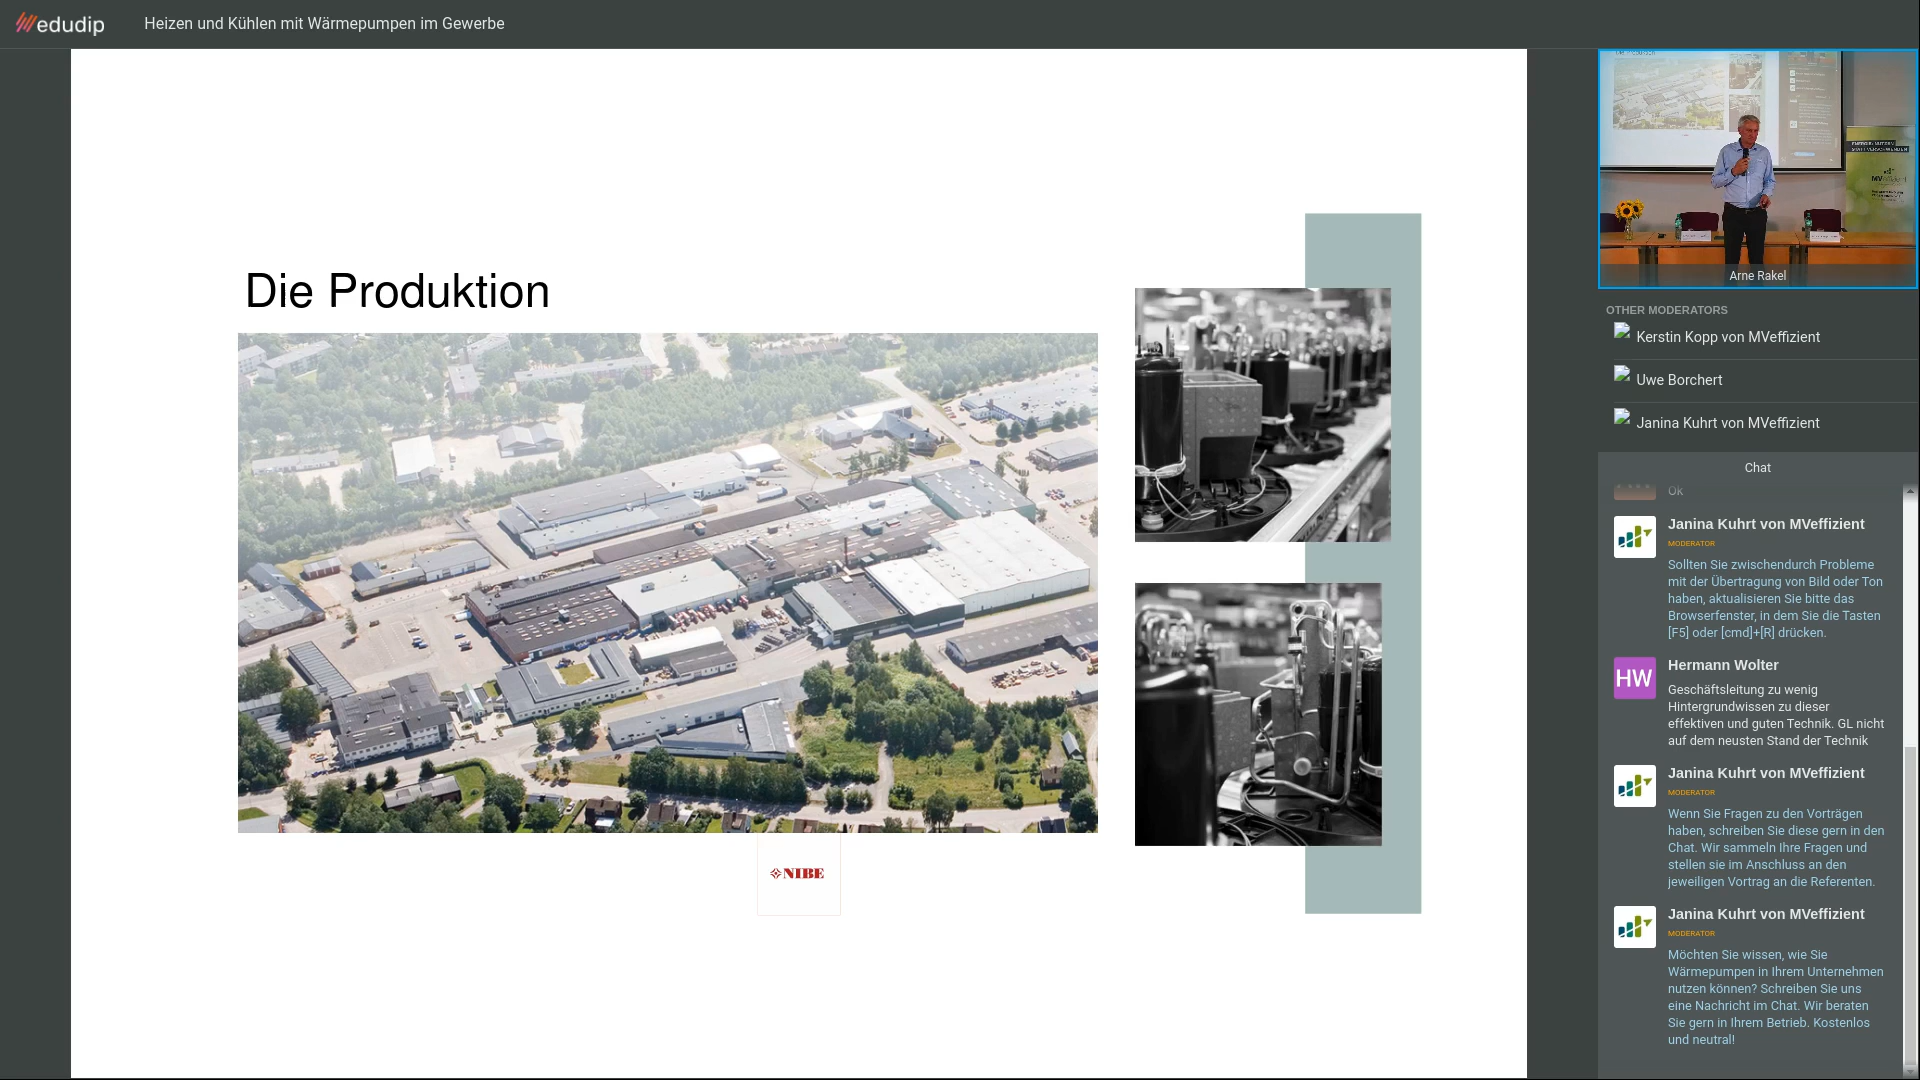 edudip
Heizen und Kühlen mit Wärmepumpen im Gewerbe
Die Produktion
NIBE
MVeffizient
Arne Rakel
OTHER MODERATORS
Kerstin Kopp von MVeffizient
Uwe Borchert
Janina Kuhrt von MVeffizient
Chat
Ok
Janina Kuhrt von MVeffizient
MODERATOR
Sollten Sie zwischendurch Probleme
mit der Übertragung von Bild oder Ton
haben, aktualisieren Sie bitte das
Browserfenster, in dem Sie die Tasten
[F5] oder [cmd]+[R] drücken.
HW
Hermann Wolter
Geschäftsleitung zu wenig
Hintergrundwissen zu dieser
effektiven und guten Technik. GL nicht
auf dem neusten Stand der Technik
Janina Kuhrt von MVeffizient
MODERATOR
Wenn Sie Fragen zu den Vorträgen
haben, schreiben Sie diese gern in den
Chat. Wir sammeln Ihre Fragen und
stellen sie im Anschluss an den
jeweiligen Vortrag an die Referenten.
Janina Kuhrt von MVeffizient
MODERATOR
Möchten Sie wissen, wie Sie
Wärmepumpen in Ihrem Unternehmen
nutzen können? Schreiben Sie uns
eine Nachricht im Chat. Wir beraten
Sie gern in Ihrem Betrieb. Kostenlos
und neutral!